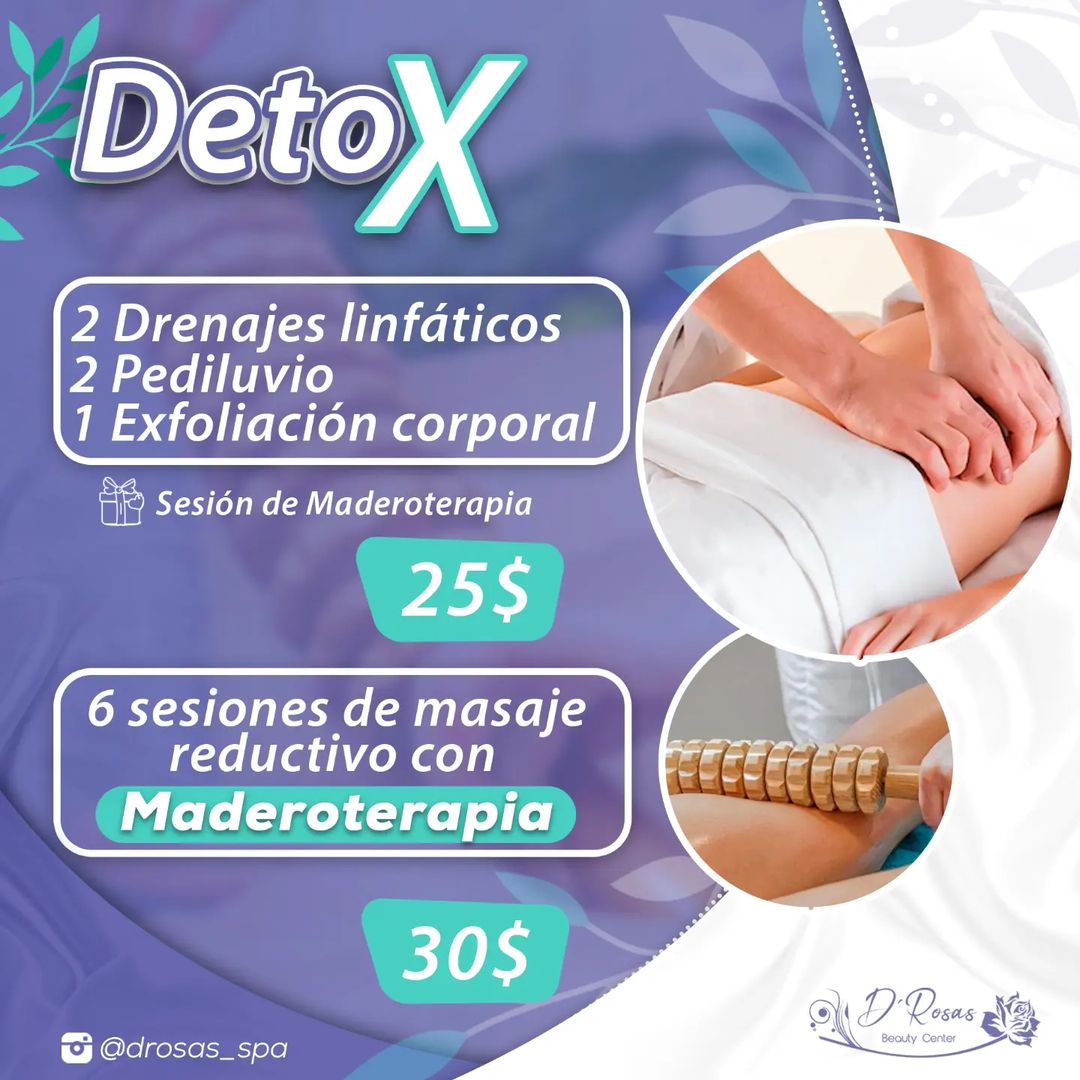 DetoX
2 Drenajes linfáticos
2 Pediluvio
1 Exfoliación corporal
Sesión de Maderoterapia
25$
6 sesiones de masaje
reductivo con
Maderoterapia
30$
@drosas_spa
D´Rosas
Beauty Center